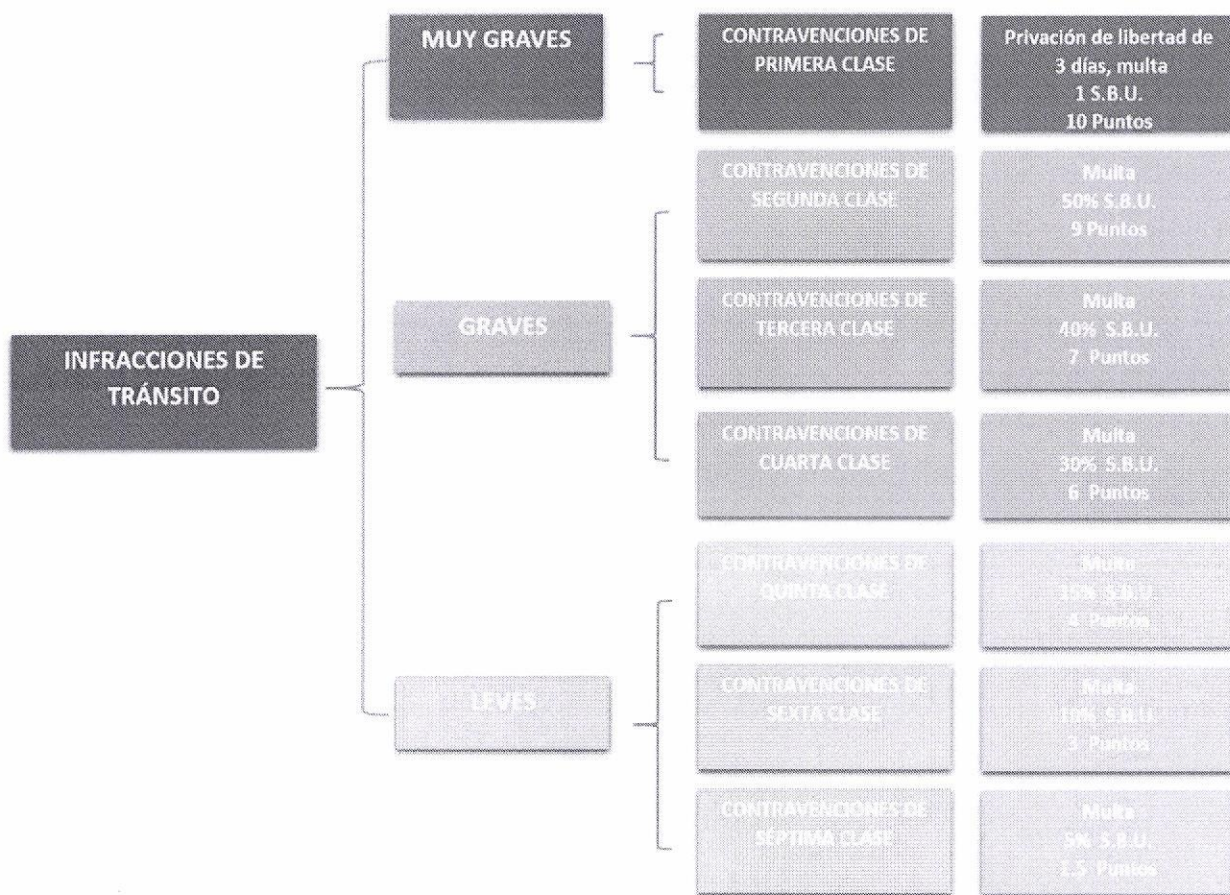 INFRACCIONES DE
TRÁNSITO
MUY GRAVES
CONTRAVENCIONES DE
PRIMERA CLASE
Privación de libertad de
3 días, multa
1 S.B.U.
10 Puntos
GRAVES
CONTRAVENCIONES DE
SEGUNDA CLASE
Multa
50% S.B.U.
9 Puntos
CONTRAVENCIONES DE
TERCERA CLASE
Multa
40% S.B.U.
7 Puntos
CONTRAVENCIONES DE
CUARTA CLASE
Multa
30% S.B.U.
6 Puntos
LEVES
CONTRAVENCIONES DE
QUINTA CLASE
Multa
15% S.B.U.
4 Puntos
CONTRAVENCIONES DE
SEXTA CLASE
Multa
S.B.U.
3 Puntos
CONTRAVENCIONES DE
SÉPTIMA CLASE
Multa
5% S.B.U.
1.5 Puntos